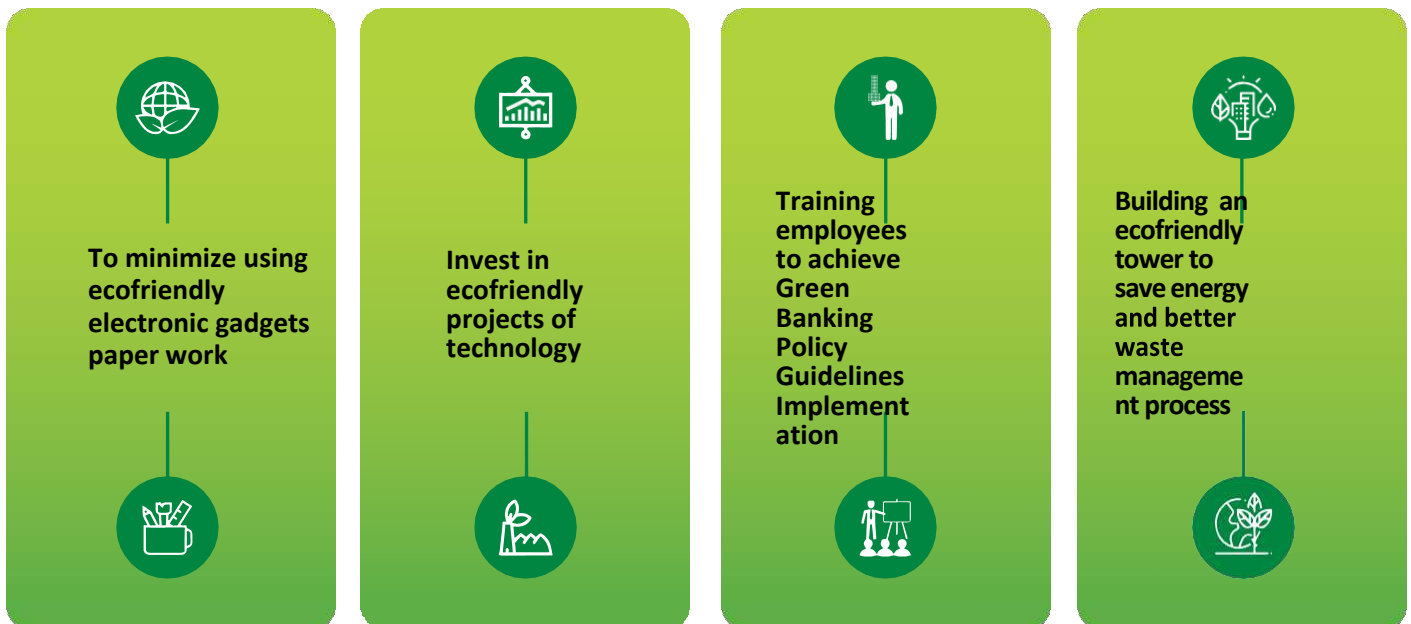 To minimize using
ecofriendly
electronic gadgets
paper work
Invest in
ecofriendly
projects of
technology
Training
employees
to achieve
Green
Banking
Policy
Guidelines
Implement
ation
Building an
ecofriendly
tower to
save energy
and better
waste
manageme
nt process